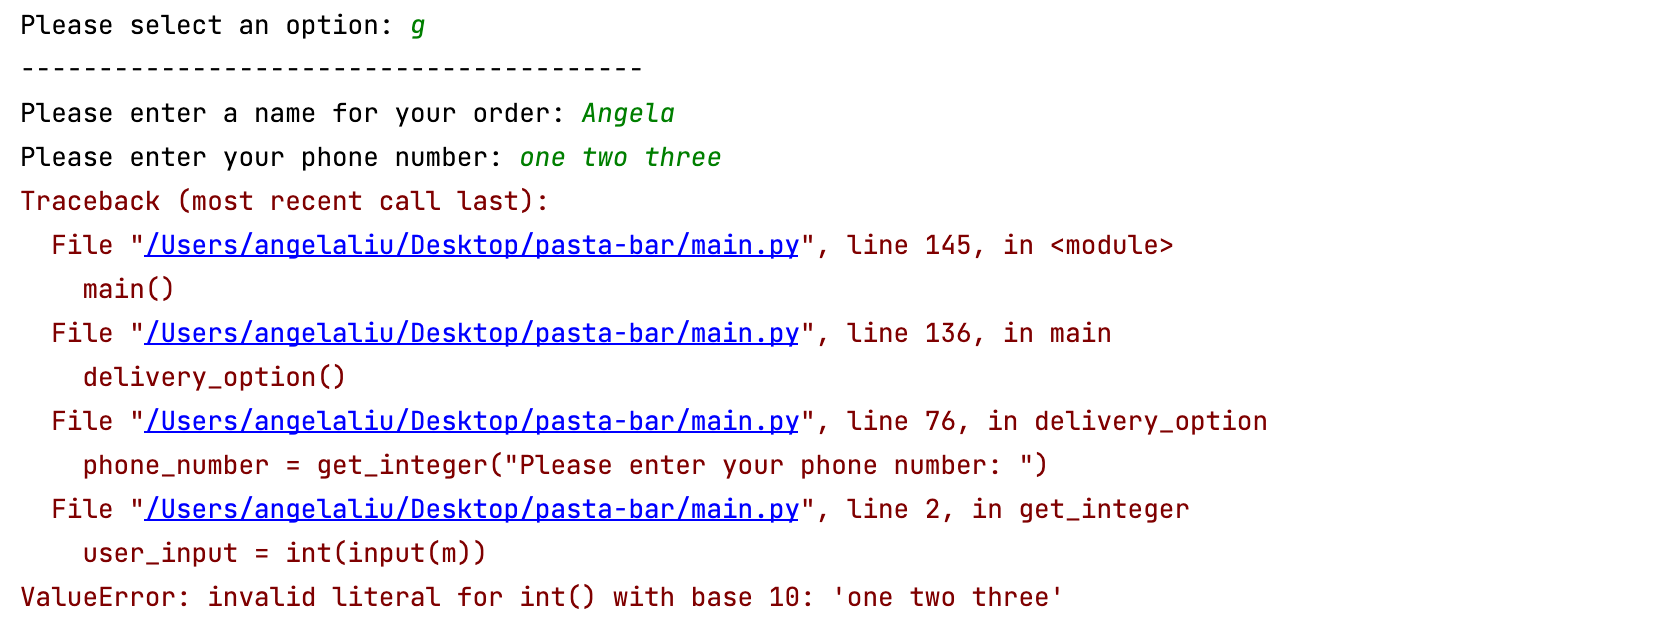 Please select an option: g
----------------------------------------
Please enter a name for your order: Angela
Please enter your phone number: one two three
Traceback (most recent call last):
  File "/Users/angelaliu/Desktop/pasta-bar/main.py", line 145, in <module>
    main()
  File "/Users/angelaliu/Desktop/pasta-bar/main.py", line 136, in main
    delivery_option()
  File "/Users/angelaliu/Desktop/pasta-bar/main.py", line 76, in delivery_option
    phone_number = get_integer("Please enter your phone number: ")
  File "/Users/angelaliu/Desktop/pasta-bar/main.py", line 2, in get_integer
    user_input = int(input(m))
ValueError: invalid literal for int() with base 10: 'one two three'